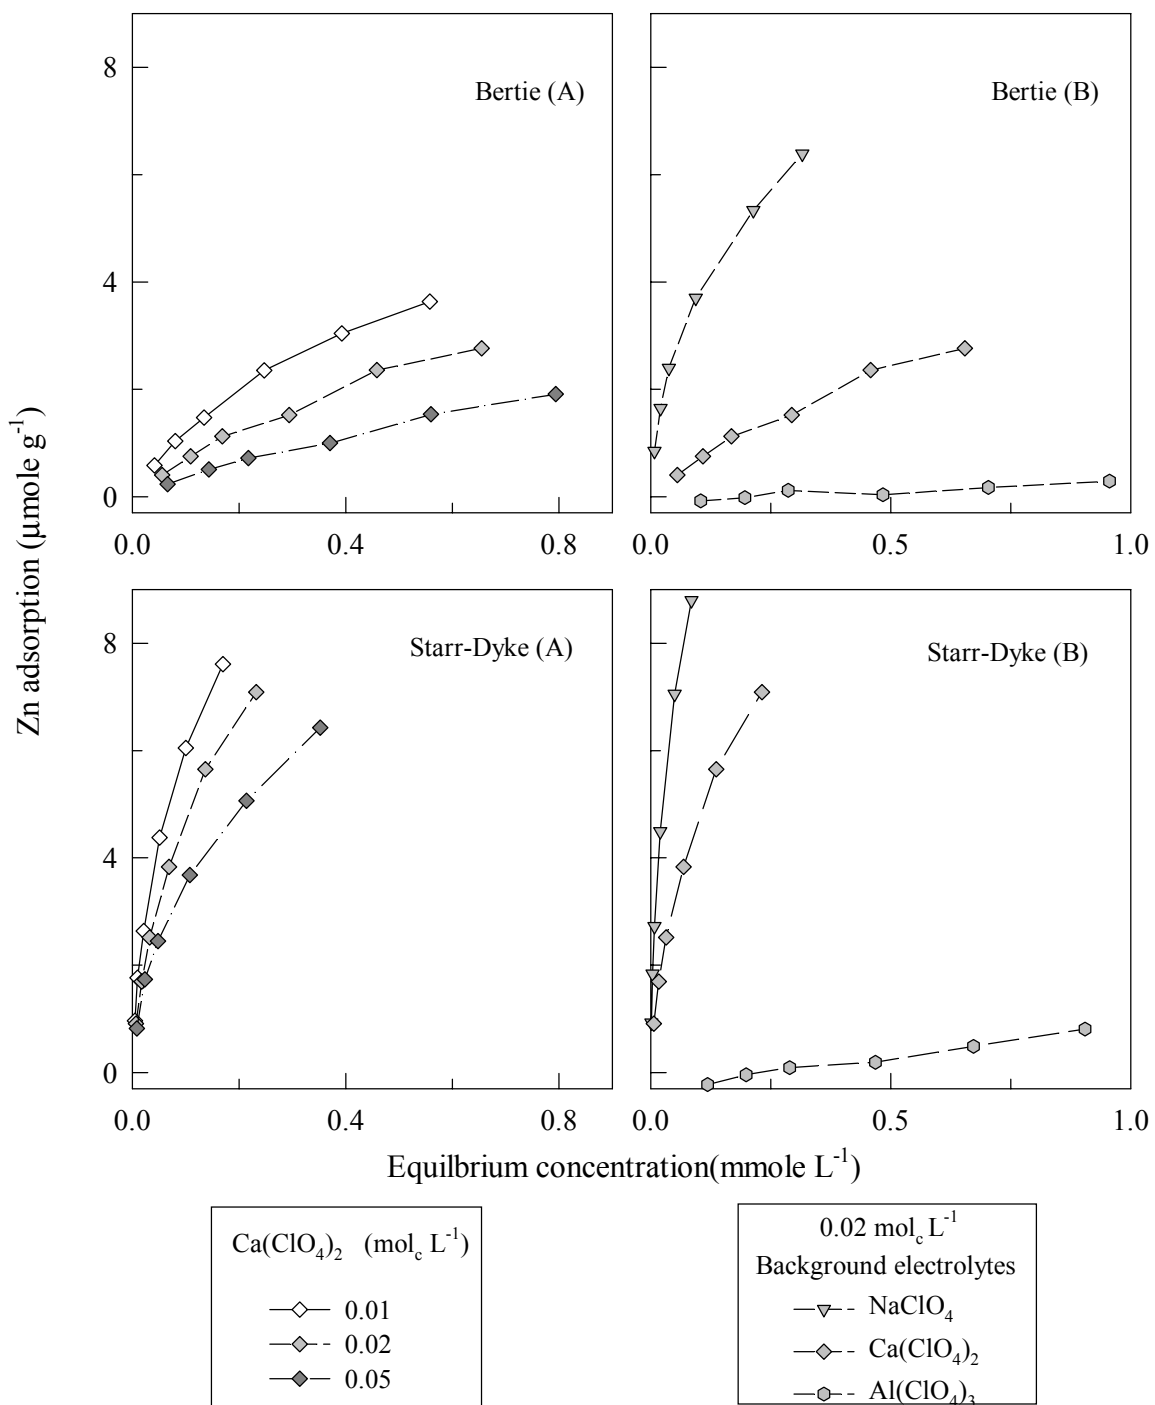 Zn adsorption (μmole g⁻¹)
8
4
0
Bertie (A)
0.0 0.4 0.8
Bertie (B)
0.0 0.5 1.0
8
4
0
Starr-Dyke (A)
0.0 0.4 0.8
Starr-Dyke (B)
0.0 0.5 1.0
Equilbrium concentration(mmole L⁻¹)
Ca(ClO₄)₂ (mol_c L⁻¹)
0.01
0.02
0.05
0.02 mol_c L⁻¹
Background electrolytes
NaClO₄
Ca(ClO₄)₂
Al(ClO₄)₃